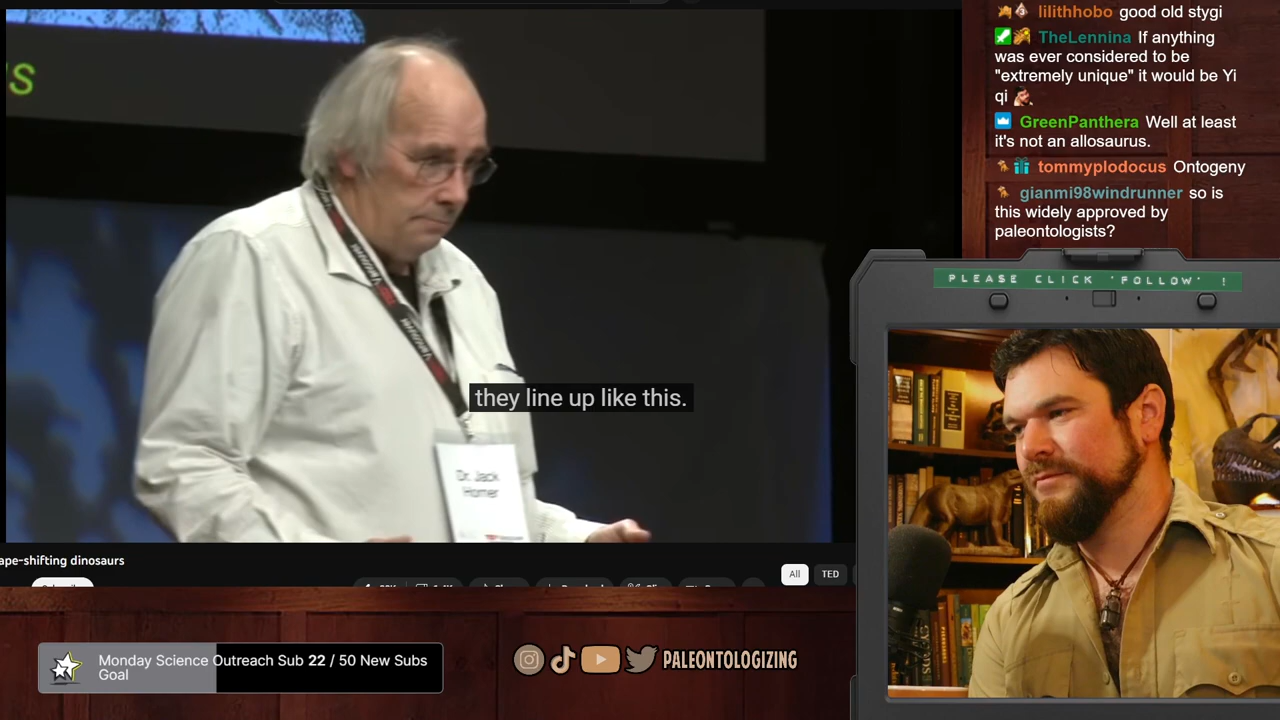 's
they line up like this.
Dr. Jack
Horner
ape-shifting dinosaurs
All
TED
lilithhobo good old stygi
TheLennina If anything
was ever considered to be
"extremely unique" it would be Yi
qi
GreenPanthera Well at least
it's not an allosaurus.
tommyplodocus Ontogeny
gianmi98windrunner so is
this widely approved by
paleontologists?
PLEASE CLICK 'FOLLOW' !
Monday Science Outreach Sub 22 / 50 New Subs
Goal
PALEONTOLOGIZING